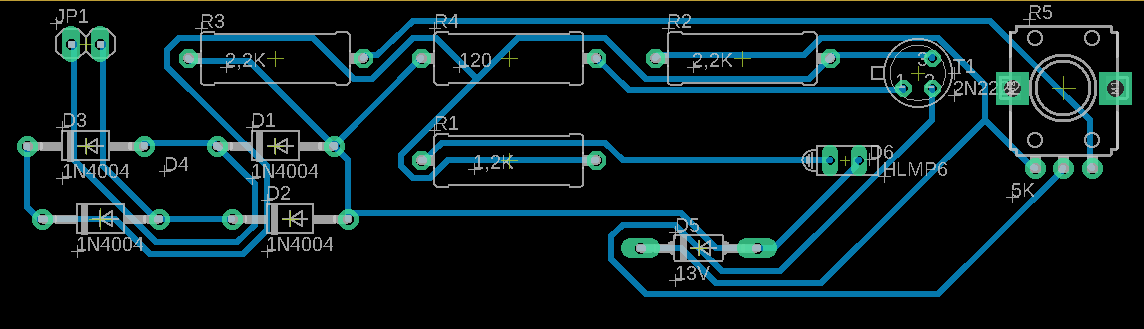 JP1
R3
R4
R2
R5
2,2K
120
2,2K
3
1
2
T1
2N22
D3
D1
R1
D4
1N4004
1N4004
1,2K
D6
HLMP6
D2
5K
1N4004
1N4004
D5
13V